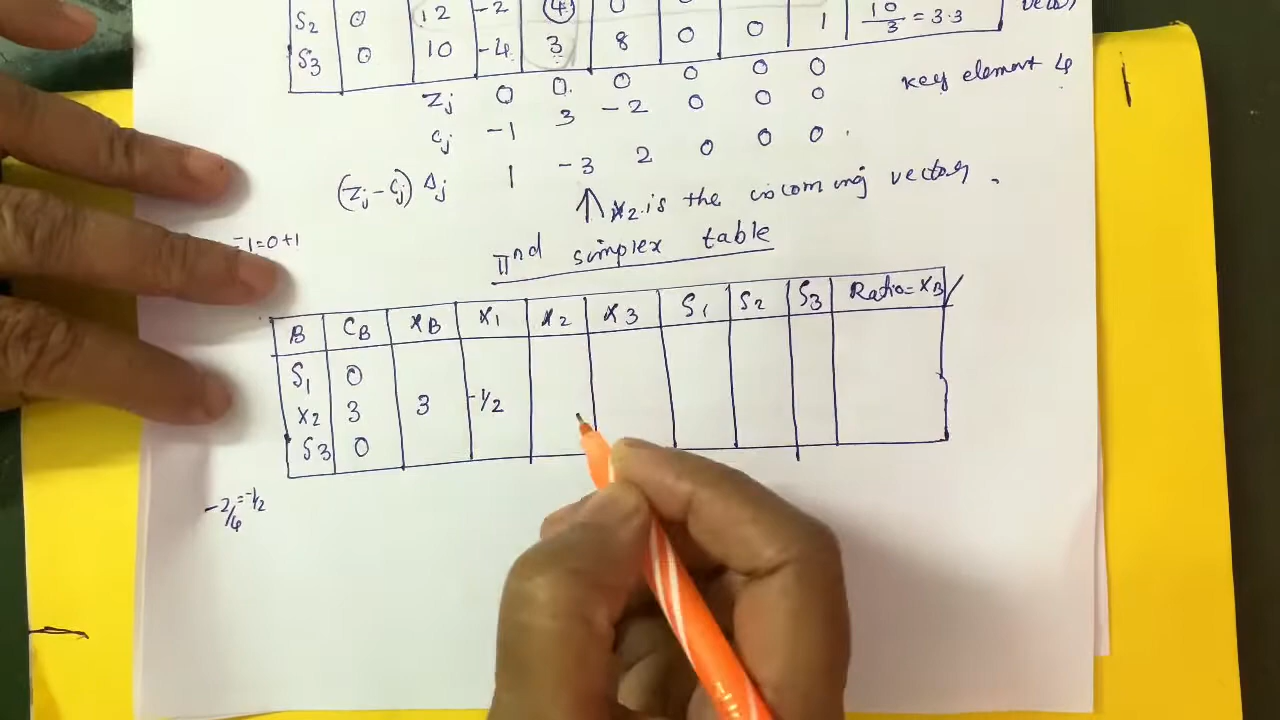 S2 0 12 -2 4 0
S3 0 10 -4 3 8 0 0 1 10/3 = 3.3
Zj 0 0. 0 0 0 0 key element 4
Cj -1 3 -2 0 0 0
(Zj - Cj) Δj 1 -3 2 0 0 0 .
↑ x2 is the incoming vector .
-1=0+1
IInd simplex table
B CB XB X1 X2 X3 S1 S2 S3 Ratio = XB/
S1 0
X2 3 3 -1/2
S3 0
-2/4 = -1/2